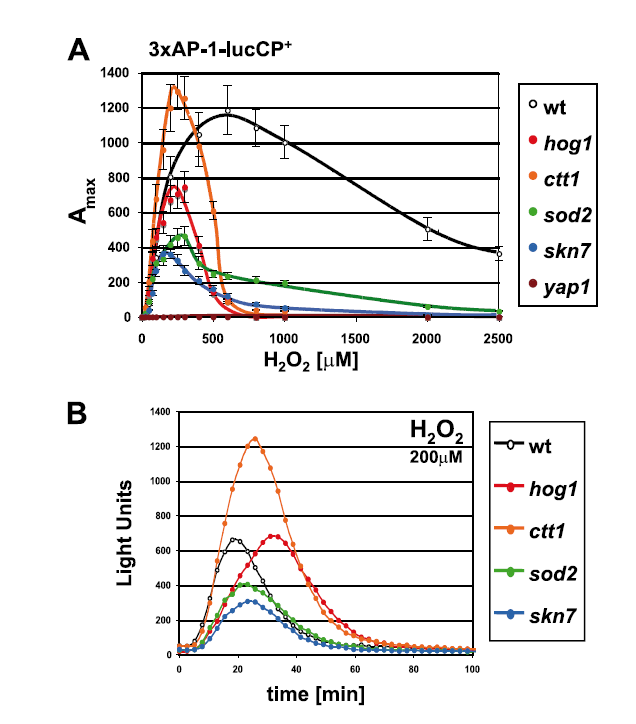 A
3xAP-1-lucCP+
1400
1200
1000
800
600
400
200
0
Amax
0 500 1000 1500 2000 2500
H2O2 [µM]
wt
hog1
ctt1
sod2
skn7
yap1
B
H2O2
200µM
1400
1200
1000
800
600
400
200
0
Light Units
0 20 40 60 80 100
time [min]
wt
hog1
ctt1
sod2
skn7